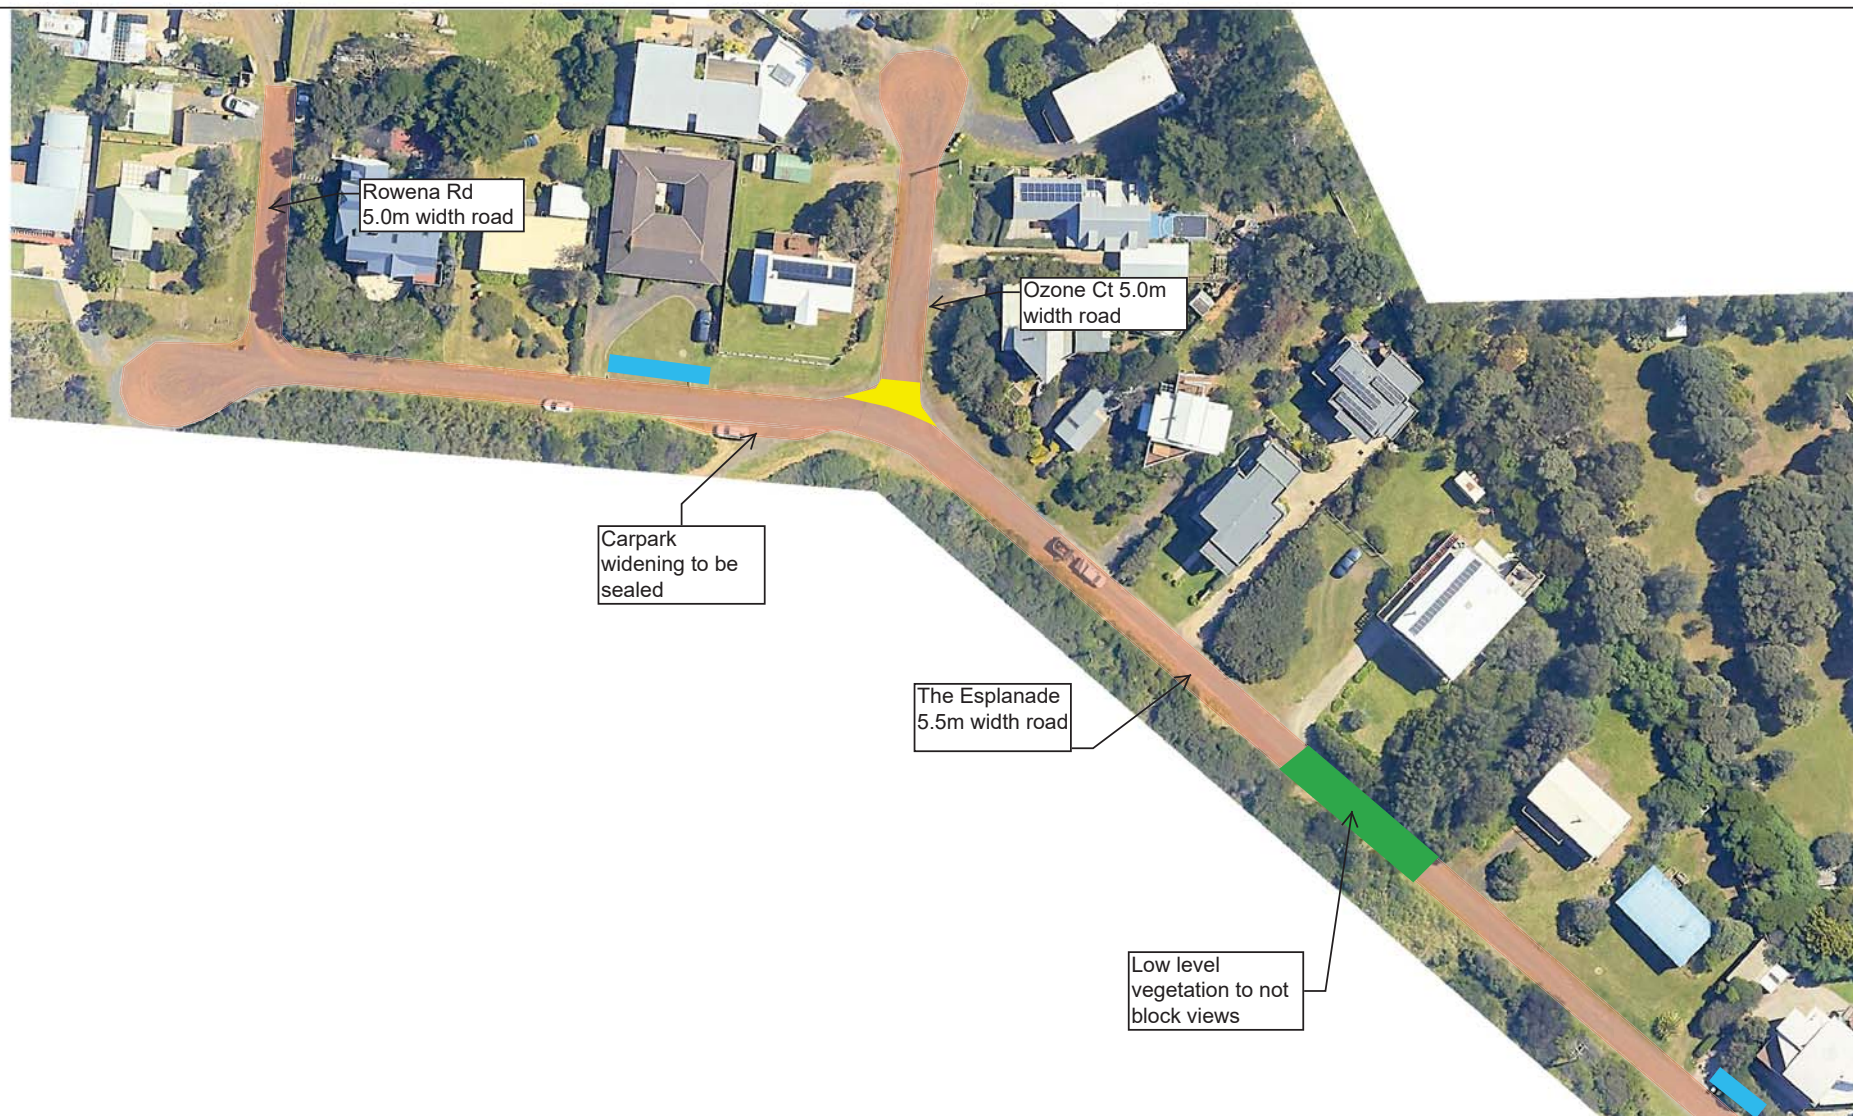 Rowena Rd
5.0m width road
Ozone Ct 5.0m
width road
Carpark
widening to be
sealed
The Esplanade
5.5m width road
Low level
vegetation to not
block views